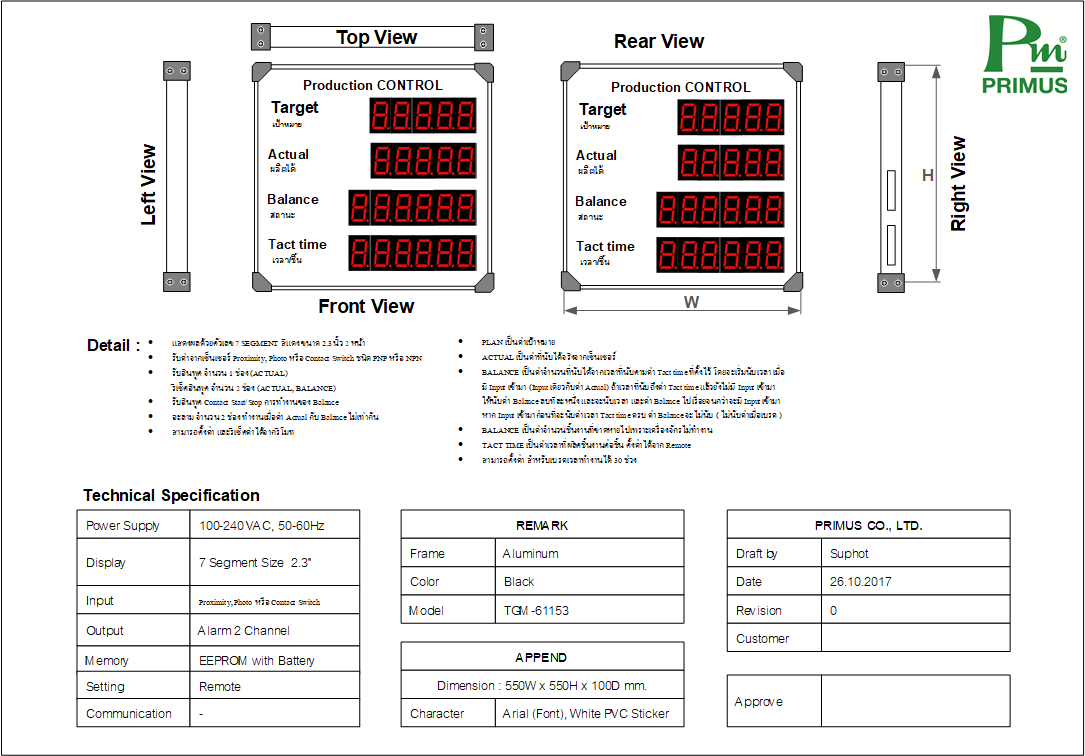 Top View
Rear View
Pm®
PRIMUS
Production CONTROL
Target
เป้าหมาย
Actual
ผลิตได้
Balance
สถานะ
Tact time
เวลา/ชิ้น
Front View
Left View
Production CONTROL
Target
เป้าหมาย
Actual
ผลิตได้
Balance
สถานะ
Tact time
เวลา/ชิ้น
W
H
Right View
Detail :
• แสดงผลด้วยตัวเลข 7 SEGMENT สีแดงขนาด 2.3 นิ้ว 2 หน้า
• รับค่าจากเซ็นเซอร์ Proximity, Photo หรือ Contact Switch ชนิด PNP หรือ NPN
• รับอินพุต จำนวน 1 ช่อง (ACTUAL)
รีเซ็ตอินพุต จำนวน 2 ช่อง (ACTUAL, BALANCE)
• รับอินพุต Contact Start/ Stop การทำงานของ Balance
• อะลาม จำนวน 2 ช่อง ทำงานเมื่อค่า Actual กับ Balance ไม่เท่ากัน
• สามารถตั้งค่า และรีเซ็ตค่าได้จากรีโมท
• PLAN เป็นค่าเป้าหมาย
• ACTUAL เป็นค่าที่นับได้จริงจากเซ็นเซอร์
• BALANCE เป็นค่าจำนวนที่นับได้จากเวลาที่นับตามค่า Tact time ที่ตั้งไว้ โดยจะเริ่มนับเวลา เมื่อ
มี Input เข้ามา (Input เดียวกับค่า Actual) ถ้าเวลาที่นับถึงค่า Tact time แล้วยังไม่มี Input เข้ามา
ให้นับค่า Balance ลบทีละหนึ่ง และจะนับเวลา และค่า Balance ไปเรื่อยจนกว่าจะมี Input เข้ามา
หาก Input เข้ามาก่อนที่จะนับค่าเวลา Tact time ครบ ค่า Balance จะไม่นับ ( ไม่นับค่าเมื่อเบรค )
• BALANCE เป็นค่าจำนวนชิ้นงานที่ขาดหายไปเพราะเครื่องจักรไม่ทำงาน
• TACT TIME เป็นค่าเวลาที่ผลิตชิ้นงานต่อชิ้น ตั้งค่าได้จาก Remote
• สามารถตั้งค่า สำหรับเบรคเวลาทำงานได้ 30 ช่วง
Technical Specification
Power Supply 100-240 VAC, 50-60Hz
Display 7 Segment Size 2.3"
Input Proximity, Photo หรือ Contact Switch
Output Alarm 2 Channel
Memory EEPROM with Battery
Setting Remote
Communication -
REMARK
Frame Aluminum
Color Black
Model TGM-61153
APPEND
Dimension : 550W x 550H x 100D mm.
Character Arial (Font), White PVC Sticker
PRIMUS CO., LTD.
Draft by Suphot
Date 26.10.2017
Revision 0
Customer
Approve